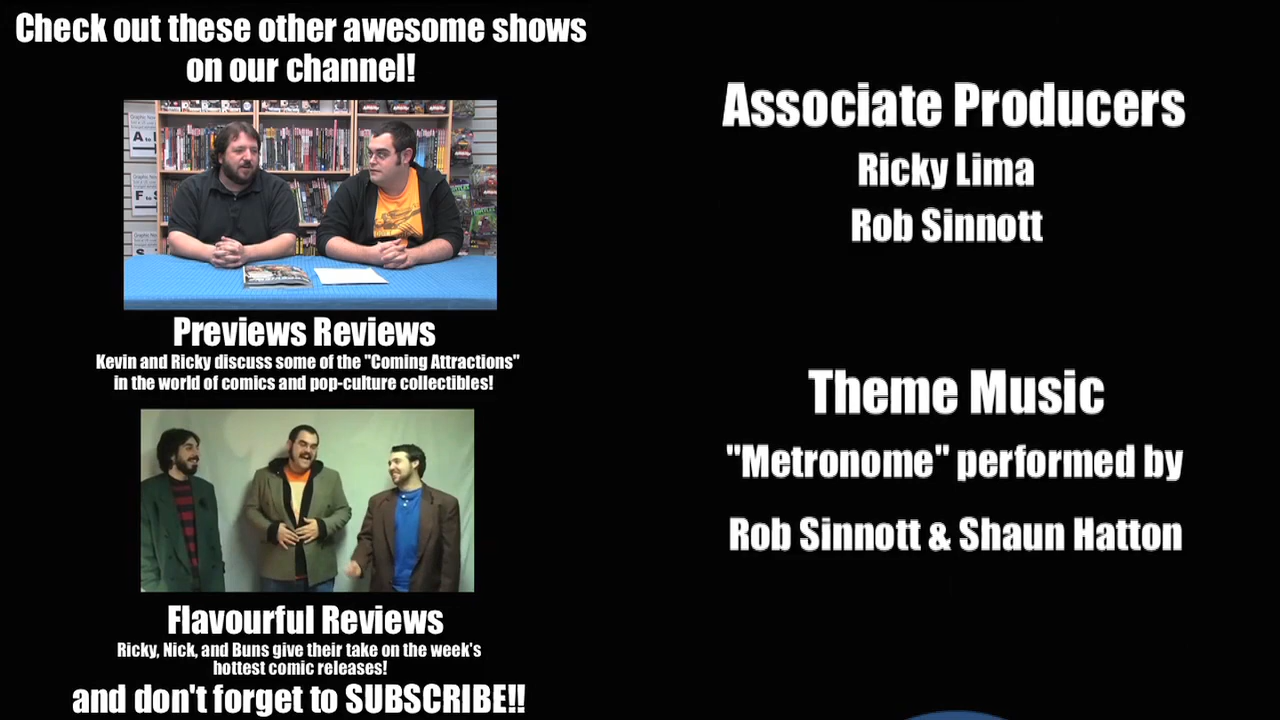 Check out these other awesome shows
on our channel!
Previews Reviews
Kevin and Ricky discuss some of the "Coming Attractions"
in the world of comics and pop-culture collectibles!
Flavourful Reviews
Ricky, Nick, and Buns give their take on the week's
hottest comic releases!
and don't forget to SUBSCRIBE!!
Associate Producers
Ricky Lima
Rob Sinnott
Theme Music
"Metronome" performed by
Rob Sinnott & Shaun Hatton